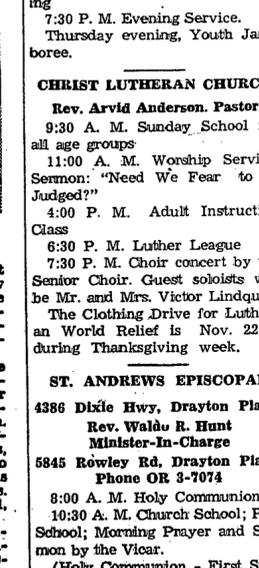 ing
7:30 P. M. Evening Service.
Thursday evening, Youth Ja
boree.
CHRIST LUTHERAN CHURC
Rev. Arvid Anderson. Pastor
9:30 A. M. Sunday School
all age groups
11:00 A. M. Worship Servi
Sermon: "Need We Fear to
Judged?"
4:00 P. M. Adult Instructi
Class
6:30 P. M. Luther League
7:30 P. M. Choir concert by
Senior Choir. Guest soloists w
be Mr. and Mrs. Victor Lindqu
The Clothing Drive for Luth
an World Relief is Nov. 22
during Thanksgiving week.
ST. ANDREWS EPISCOPA
4386 Dixie Hwy, Drayton Pla
Rev. Waldo R. Hunt
Minister-In-Charge
5845 Rowley Rd, Drayton Pla
Phone OR 3-7074
8:00 A. M. Holy Communion
10:30 A. M. Church School; P
School; Morning Prayer and S
mon by the Vicar.
(Holy Communion - First S